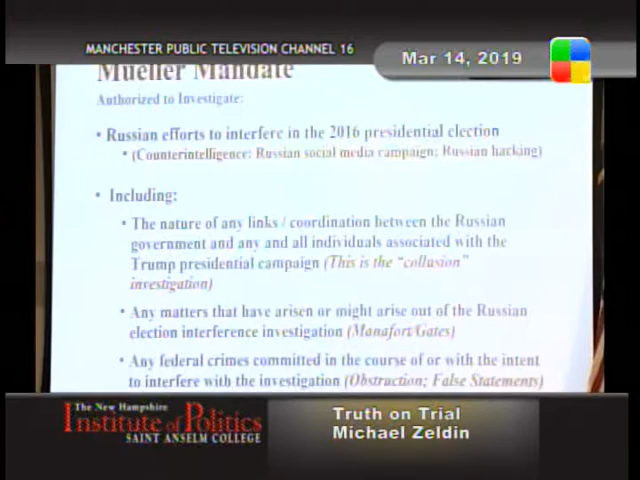 MANCHESTER PUBLIC TELEVISION CHANNEL 16
Mar 14, 2019
Mueller Mandate
Authorized to Investigate:
• Russian efforts to interfere in the 2016 presidential election
• (Counterintelligence: Russian social media campaign; Russian hacking)
• Including:
• The nature of any links / coordination between the Russian
government and any and all individuals associated with the
Trump presidential campaign (This is the "collusion"
investigation)
• Any matters that have arisen or might arise out of the Russian
election interference investigation (Manafort/Gates)
• Any federal crimes committed in the course of or with the intent
to interfere with the investigation (Obstruction; False Statements)
The New Hampshire
Institute of Politics
SAINT ANSELM COLLEGE
Truth on Trial
Michael Zeldin